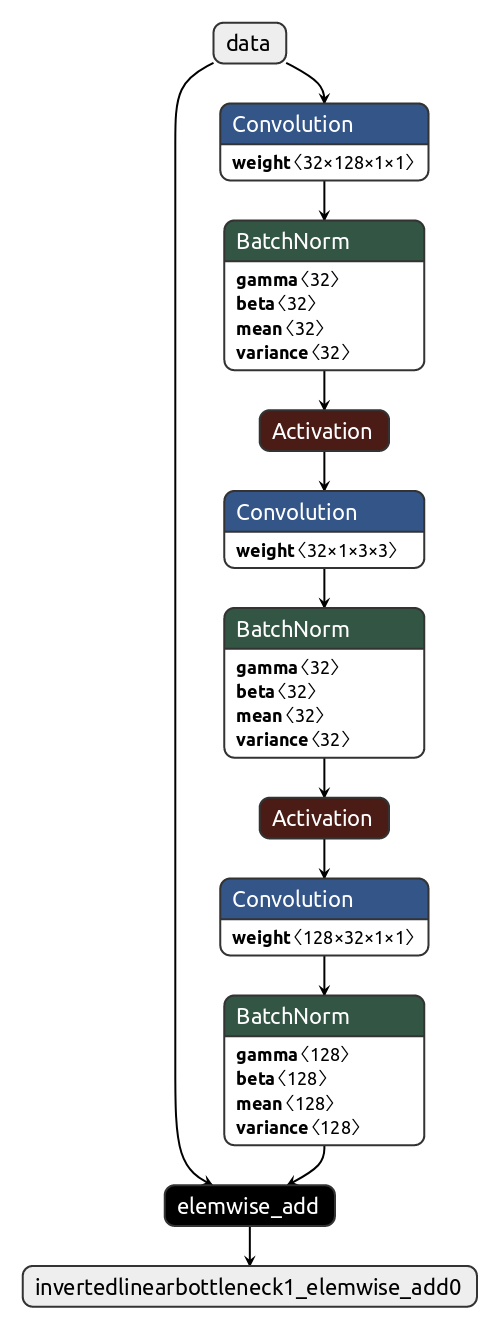 data
Convolution
weight〈32×128×1×1〉
BatchNorm
gamma〈32〉
beta〈32〉
mean〈32〉
variance〈32〉
Activation
Convolution
weight〈32×1×3×3〉
BatchNorm
gamma〈32〉
beta〈32〉
mean〈32〉
variance〈32〉
Activation
Convolution
weight〈128×32×1×1〉
BatchNorm
gamma〈128〉
beta〈128〉
mean〈128〉
variance〈128〉
elemwise_add
invertedlinearbottleneck1_elemwise_add0